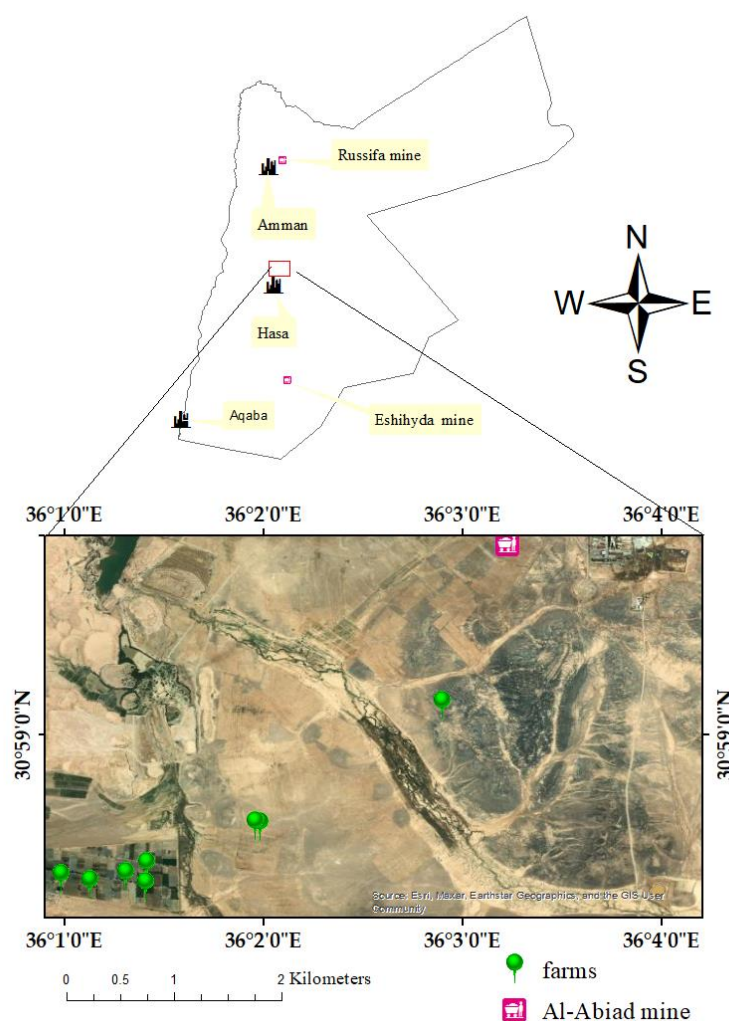 Russifa mine
Amman
N
W E
S
Hasa
Aqaba
Eshihyda mine
36°1'0"E 36°2'0"E 36°3'0"E 36°4'0"E
30°59'0"N 30°59'0"N
Source: Esri, Maxar, Earthstar Geographics, and the GIS User
Community
36°1'0"E 36°2'0"E 36°3'0"E 36°4'0"E
0 0.5 1 2 Kilometers
farms
Al-Abiad mine